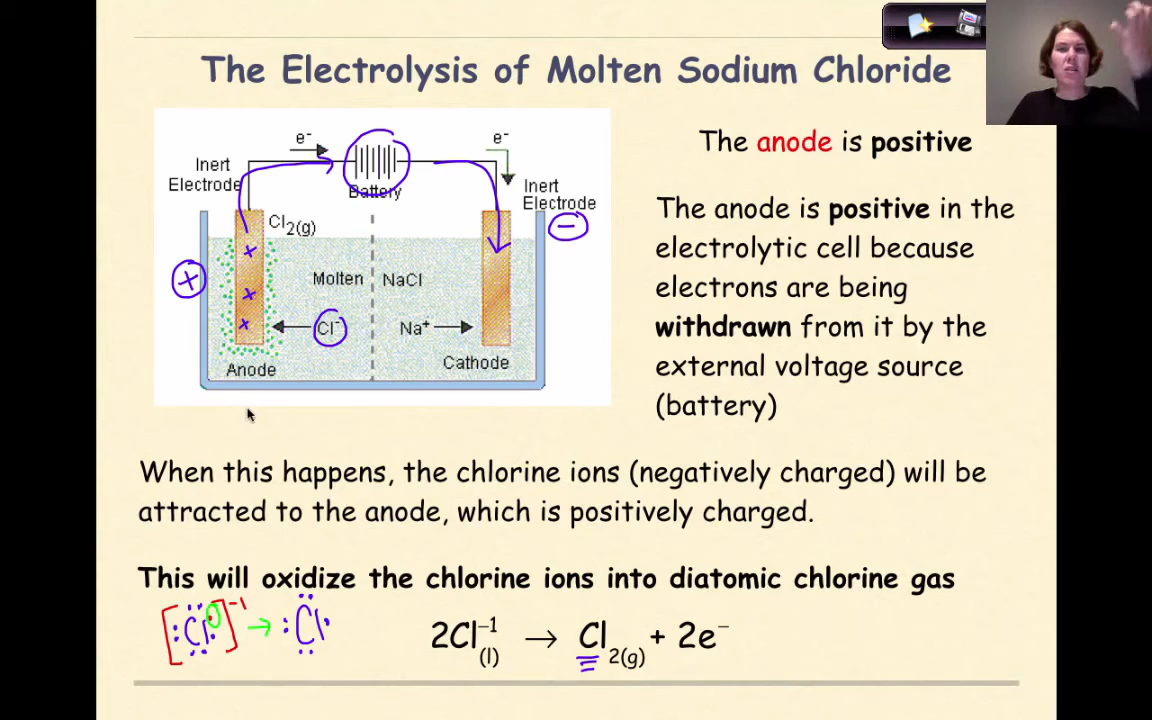 The Electrolysis of Molten Sodium Chloride
e⁻
e⁻
Inert
Electrode
Battery
Inert
Electrode
Cl2(g)
+
−
Molten NaCl
Cl⁻
Na⁺
Anode
Cathode
The anode is positive
The anode is positive in the
electrolytic cell because
electrons are being
withdrawn from it by the
external voltage source
(battery)
When this happens, the chlorine ions (negatively charged) will be
attracted to the anode, which is positively charged.
This will oxidize the chlorine ions into diatomic chlorine gas
[:Cl:]⁻¹ → :Cl·
2Cl⁻¹(l) → Cl2(g) + 2e⁻